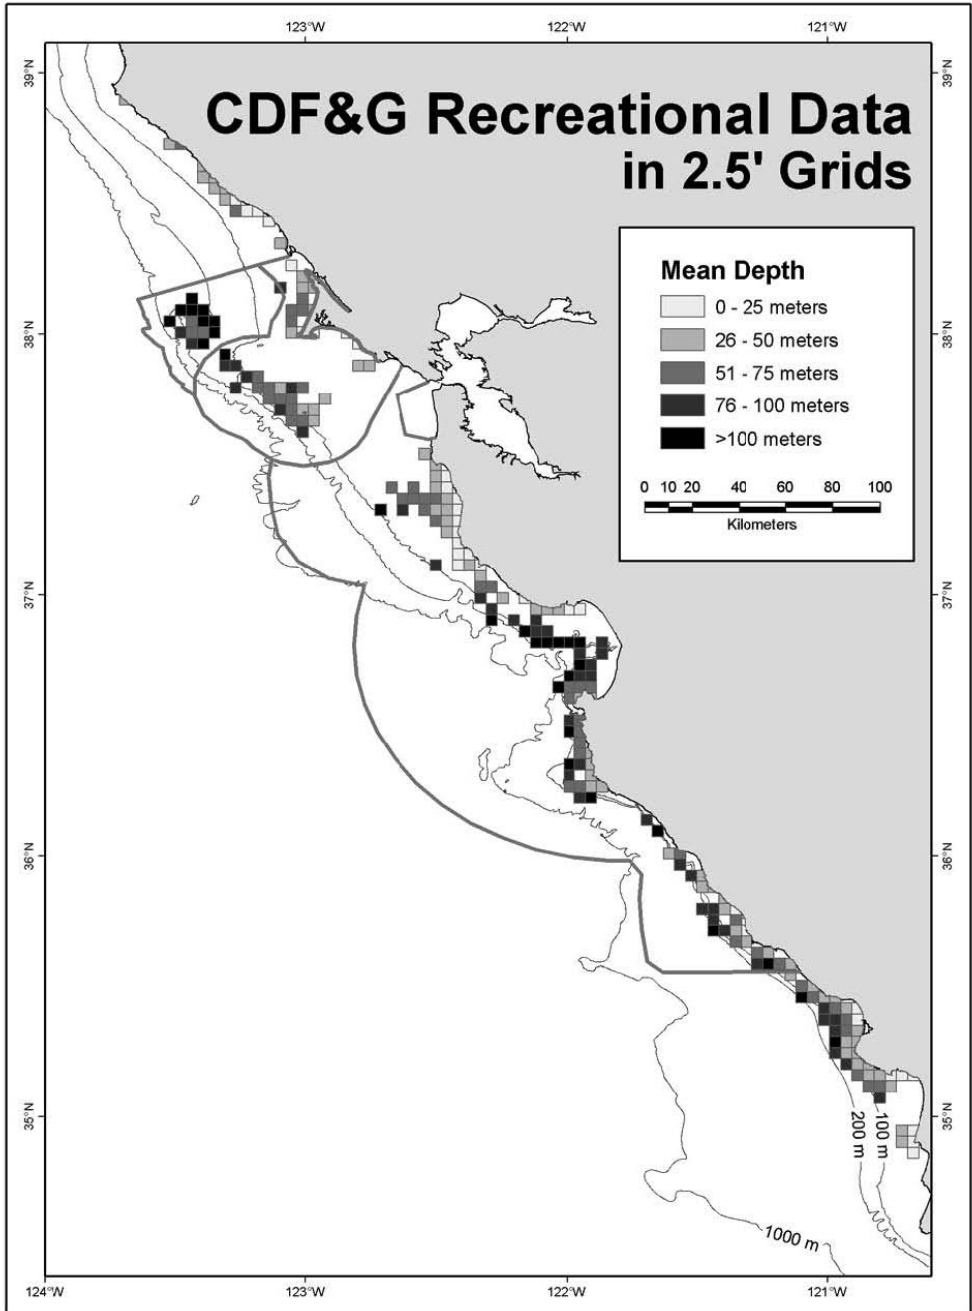 123°W
122°W
121°W
39°N
39°N
CDF&G Recreational Data
in 2.5' Grids
Mean Depth
0 - 25 meters
26 - 50 meters
51 - 75 meters
76 - 100 meters
>100 meters
0 10 20 40 60 80 100
Kilometers
38°N
38°N
37°N
37°N
36°N
36°N
35°N
35°N
200 m
100 m
1000 m
124°W
123°W
122°W
121°W